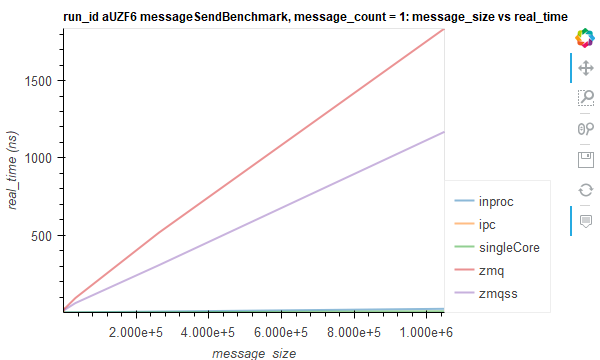 run_id aUZF6 messageSendBenchmark, message_count = 1: message_size vs real_time
real_time (ns)
1500
1000
500
2.000e+5 4.000e+5 6.000e+5 8.000e+5 1.000e+6
message_size
inproc
ipc
singleCore
zmq
zmqss